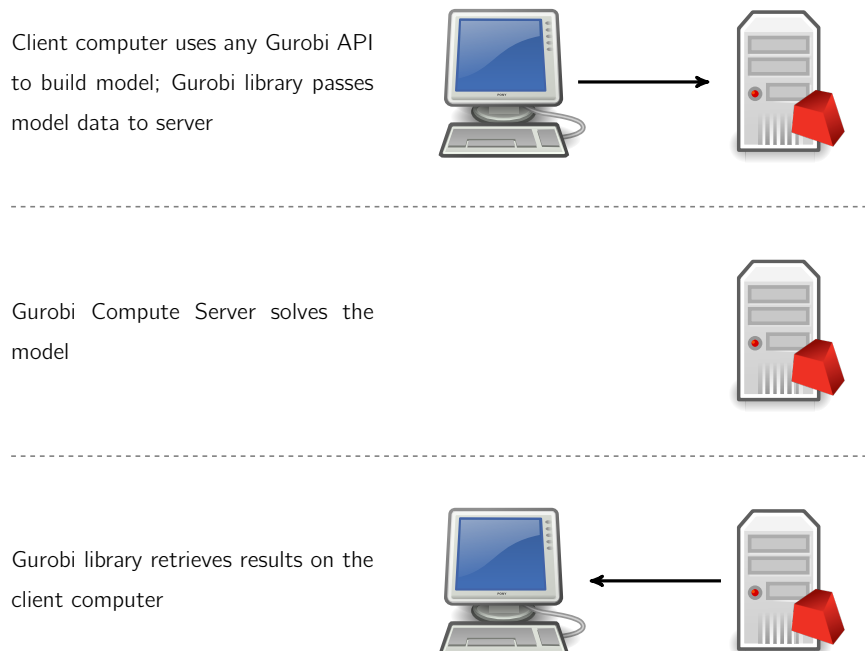 Client computer uses any Gurobi API
to build model; Gurobi library passes
model data to server
Gurobi Compute Server solves the
model
Gurobi library retrieves results on the
client computer